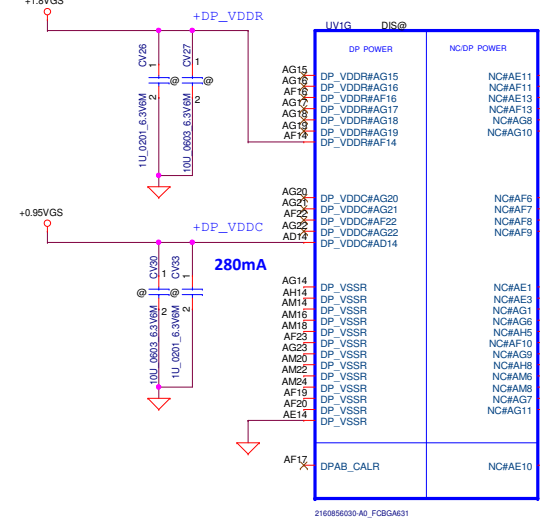 +1.8VGS
+DP_VDDR
UV1G DIS@
DP POWER NC/DP POWER
CV26
CV27
1 1
@ @
2 2
1U_0201_6.3V6M
10U_0603_6.3V6M
AG15 DP_VDDR#AG15 NC#AE11
AG16 DP_VDDR#AG16 NC#AF11
AF16 DP_VDDR#AF16 NC#AE13
AG17 DP_VDDR#AG17 NC#AF13
AG18 DP_VDDR#AG18 NC#AG8
AG19 DP_VDDR#AG19 NC#AG10
AF14 DP_VDDR#AF14
+0.95VGS
+DP_VDDC
280mA
AG20 DP_VDDC#AG20 NC#AF6
AG21 DP_VDDC#AG21 NC#AF7
AF22 DP_VDDC#AF22 NC#AF8
AG22 DP_VDDC#AG22 NC#AF9
AD14 DP_VDDC#AD14
CV30
CV33
1 1
@ @
2 2
10U_0603_6.3V6M
1U_0201_6.3V6M
AG14 DP_VSSR NC#AE1
AH14 DP_VSSR NC#AE3
AM14 DP_VSSR NC#AG1
AM16 DP_VSSR NC#AG6
AM18 DP_VSSR NC#AH5
AF23 DP_VSSR NC#AF10
AG23 DP_VSSR NC#AG9
AM20 DP_VSSR NC#AH8
AM22 DP_VSSR NC#AM6
AM24 DP_VSSR NC#AM8
AF19 DP_VSSR NC#AG7
AF20 DP_VSSR NC#AG11
AE14 DP_VSSR
AF17 DPAB_CALR NC#AE10
2160856030-A0_FCBGA631